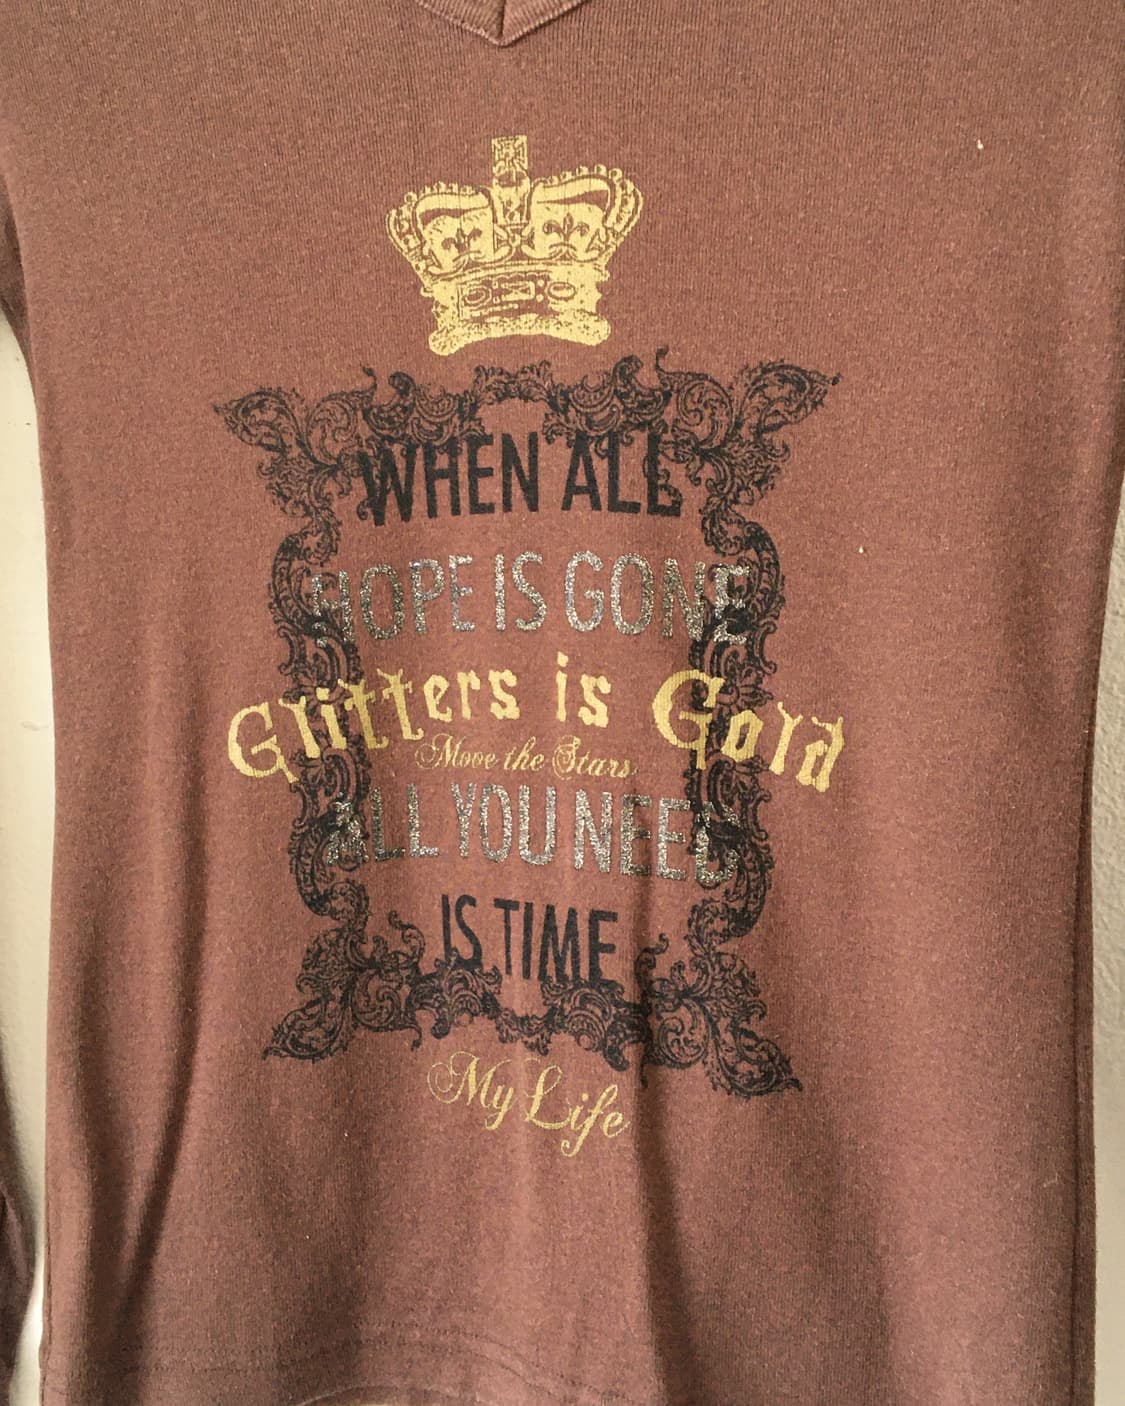 WHEN ALL
HOPE IS GONE
Glitters is Gold
Move the Stars
ALL YOU NEED
IS TIME
My Life